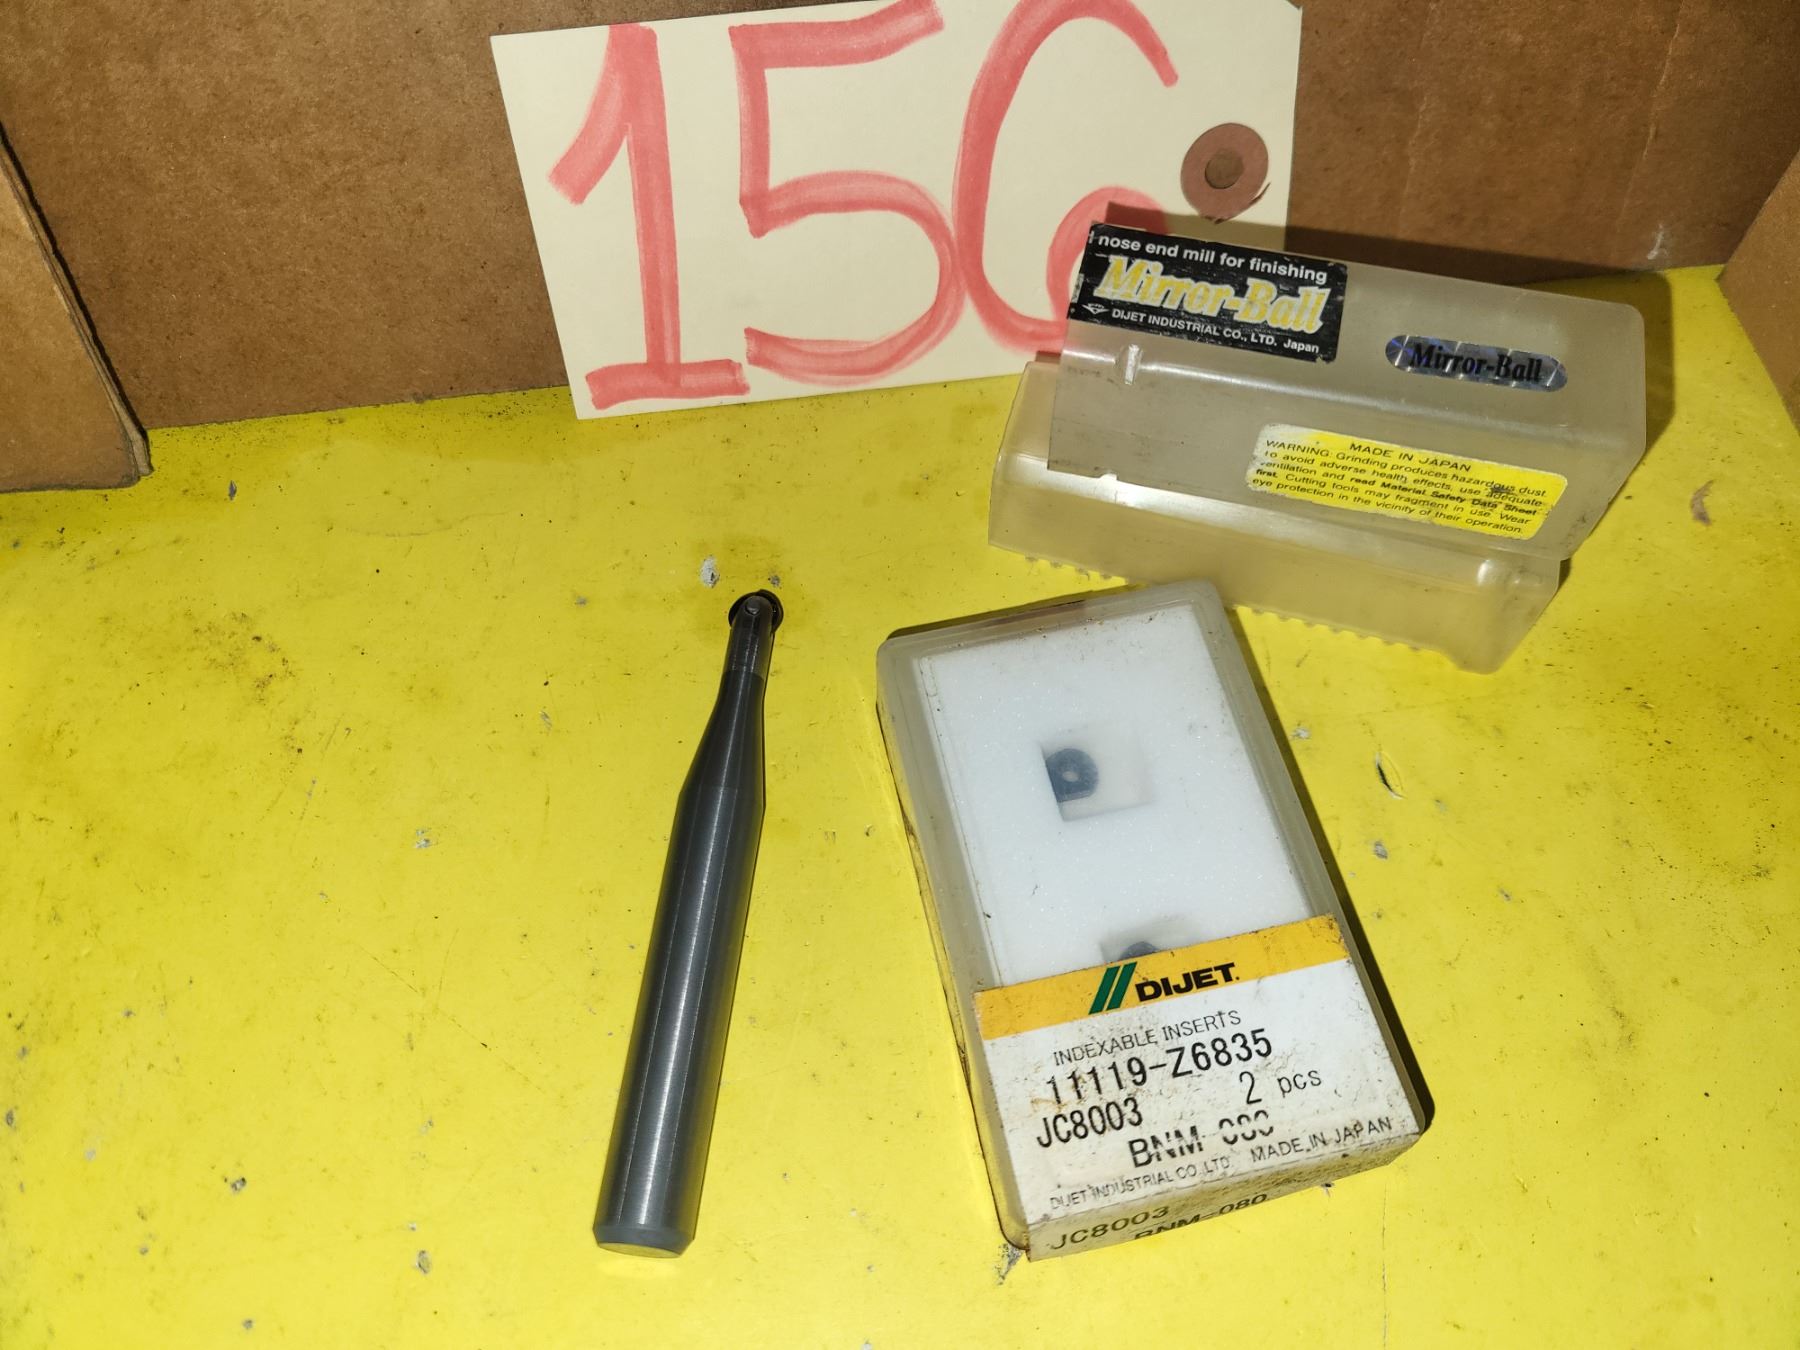 156
l nose end mill for finishing
Mirror-Ball
DIJET INDUSTRIAL CO., LTD. Japan
Mirror-Ball
MADE IN JAPAN
WARNING: Grinding produces hazardous dust.
To avoid adverse health effects, use adequate
ventilation and read Material Safety Data Sheet
first. Cutting tools may fragment in use. Wear
eye protection in the vicinity of their operation.
DIJET.
INDEXABLE INSERTS
11119-Z6835
JC8003 2 pcs
BNM-080
DIJET INDUSTRIAL CO., LTD. MADE IN JAPAN
JC8003
BNM-080